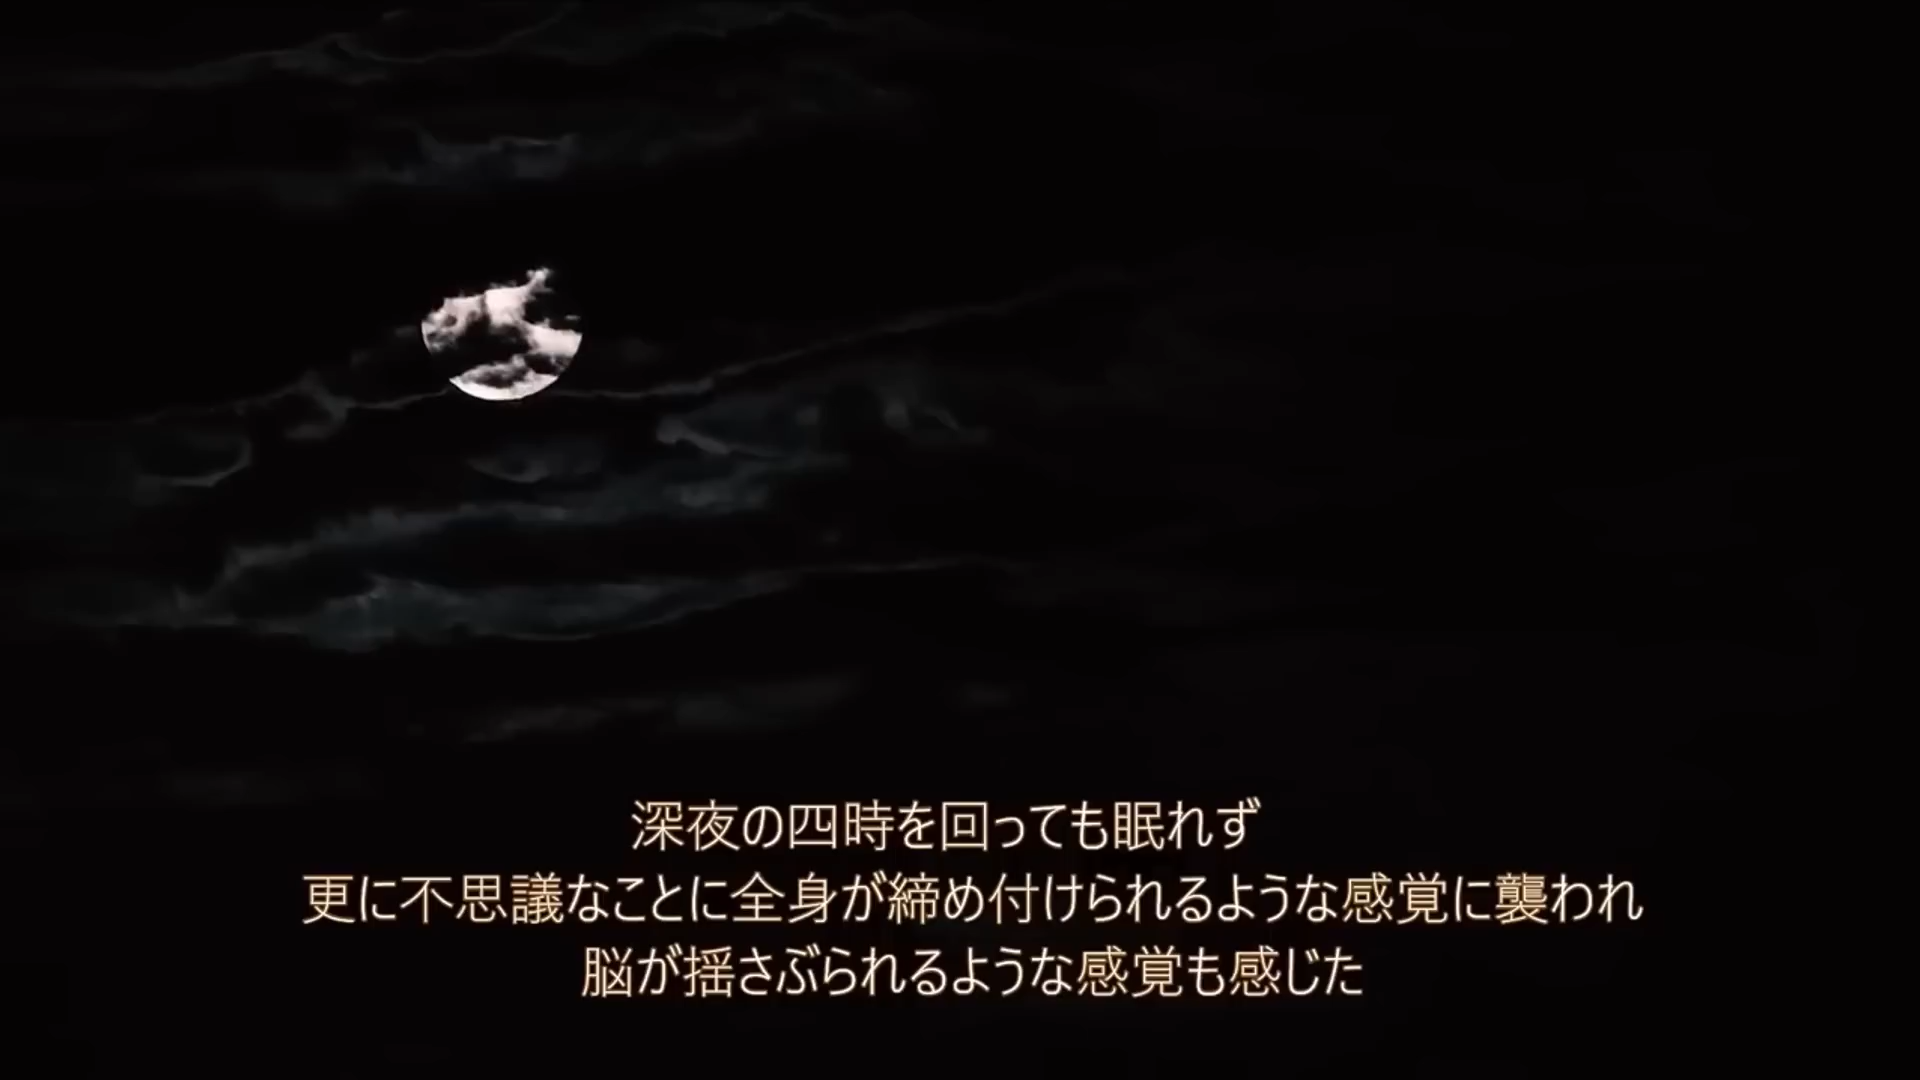 深夜の四時を回っても眠れず
更に不思議なことに全身が締め付けられるような感覚に襲われ
脳が揺さぶられるような感覚も感じた